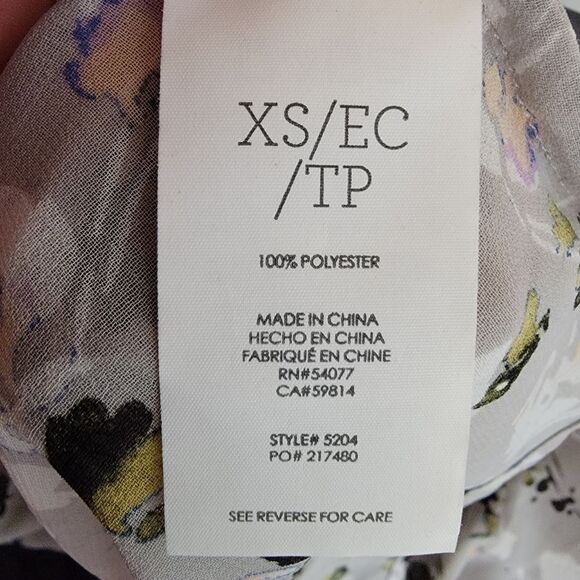 XS/EC
/TP
100% POLYESTER
MADE IN CHINA
HECHO EN CHINA
FABRIQUÉ EN CHINE
RN#54077
CA#59814
STYLE# 5204
PO# 217480
SEE REVERSE FOR CARE